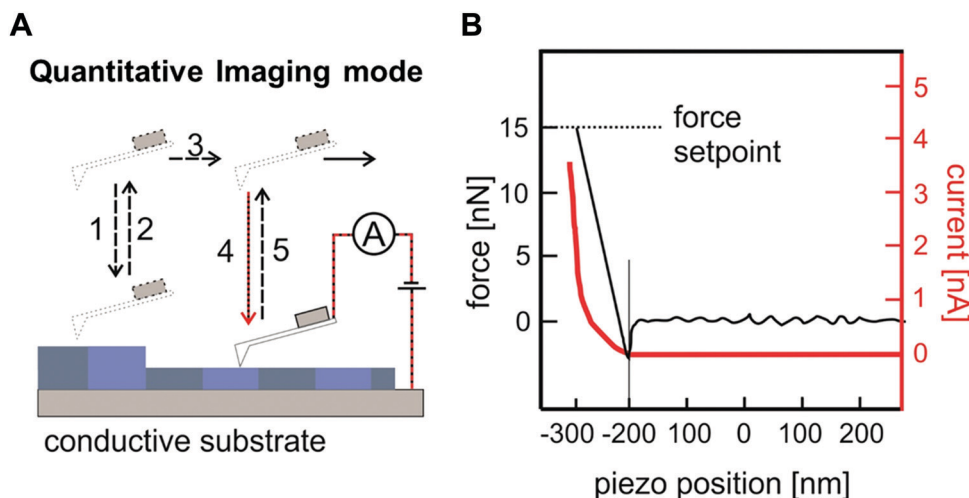 A
Quantitative Imaging mode
3
1
2
4
5
A
conductive substrate
B
force
setpoint
force [nN]
15
10
5
0
current [nA]
5
4
3
2
1
0
-300 -200 100 0 100 200
piezo position [nm]